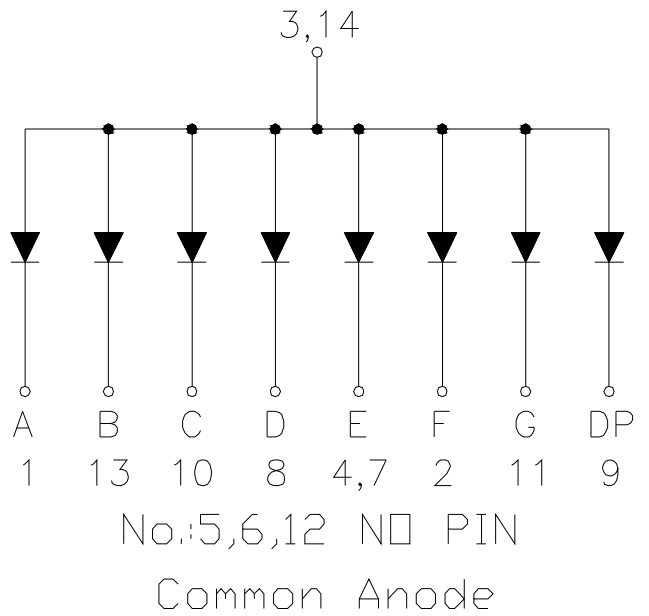 3,14
A B C D E F G DP
1 13 10 8 4,7 2 11 9
No.:5,6,12 NO PIN
Common Anode